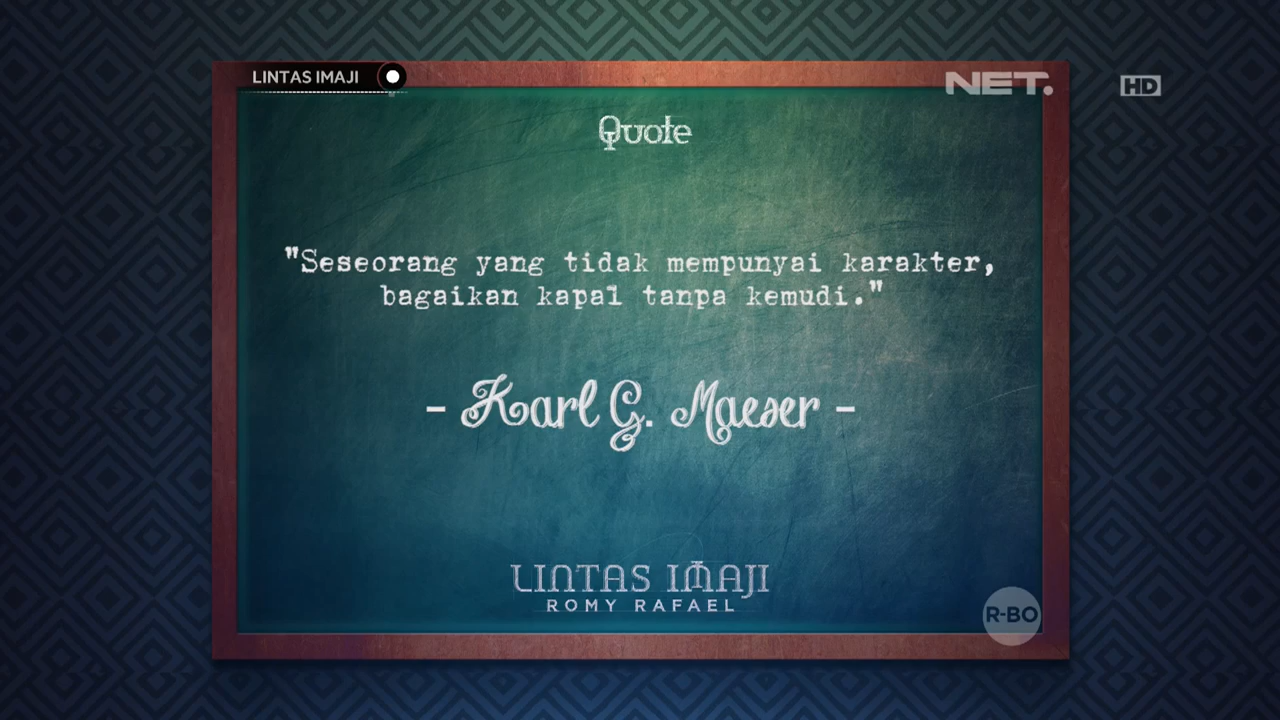 LINTAS IMAJI
NET.
HD
Quote
"Seseorang yang tidak mempunyai karakter,
bagaikan kapal tanpa kemudi."
- Karl G. Maeser -
LINTAS IMAJI
ROMY RAFAEL
R-BO